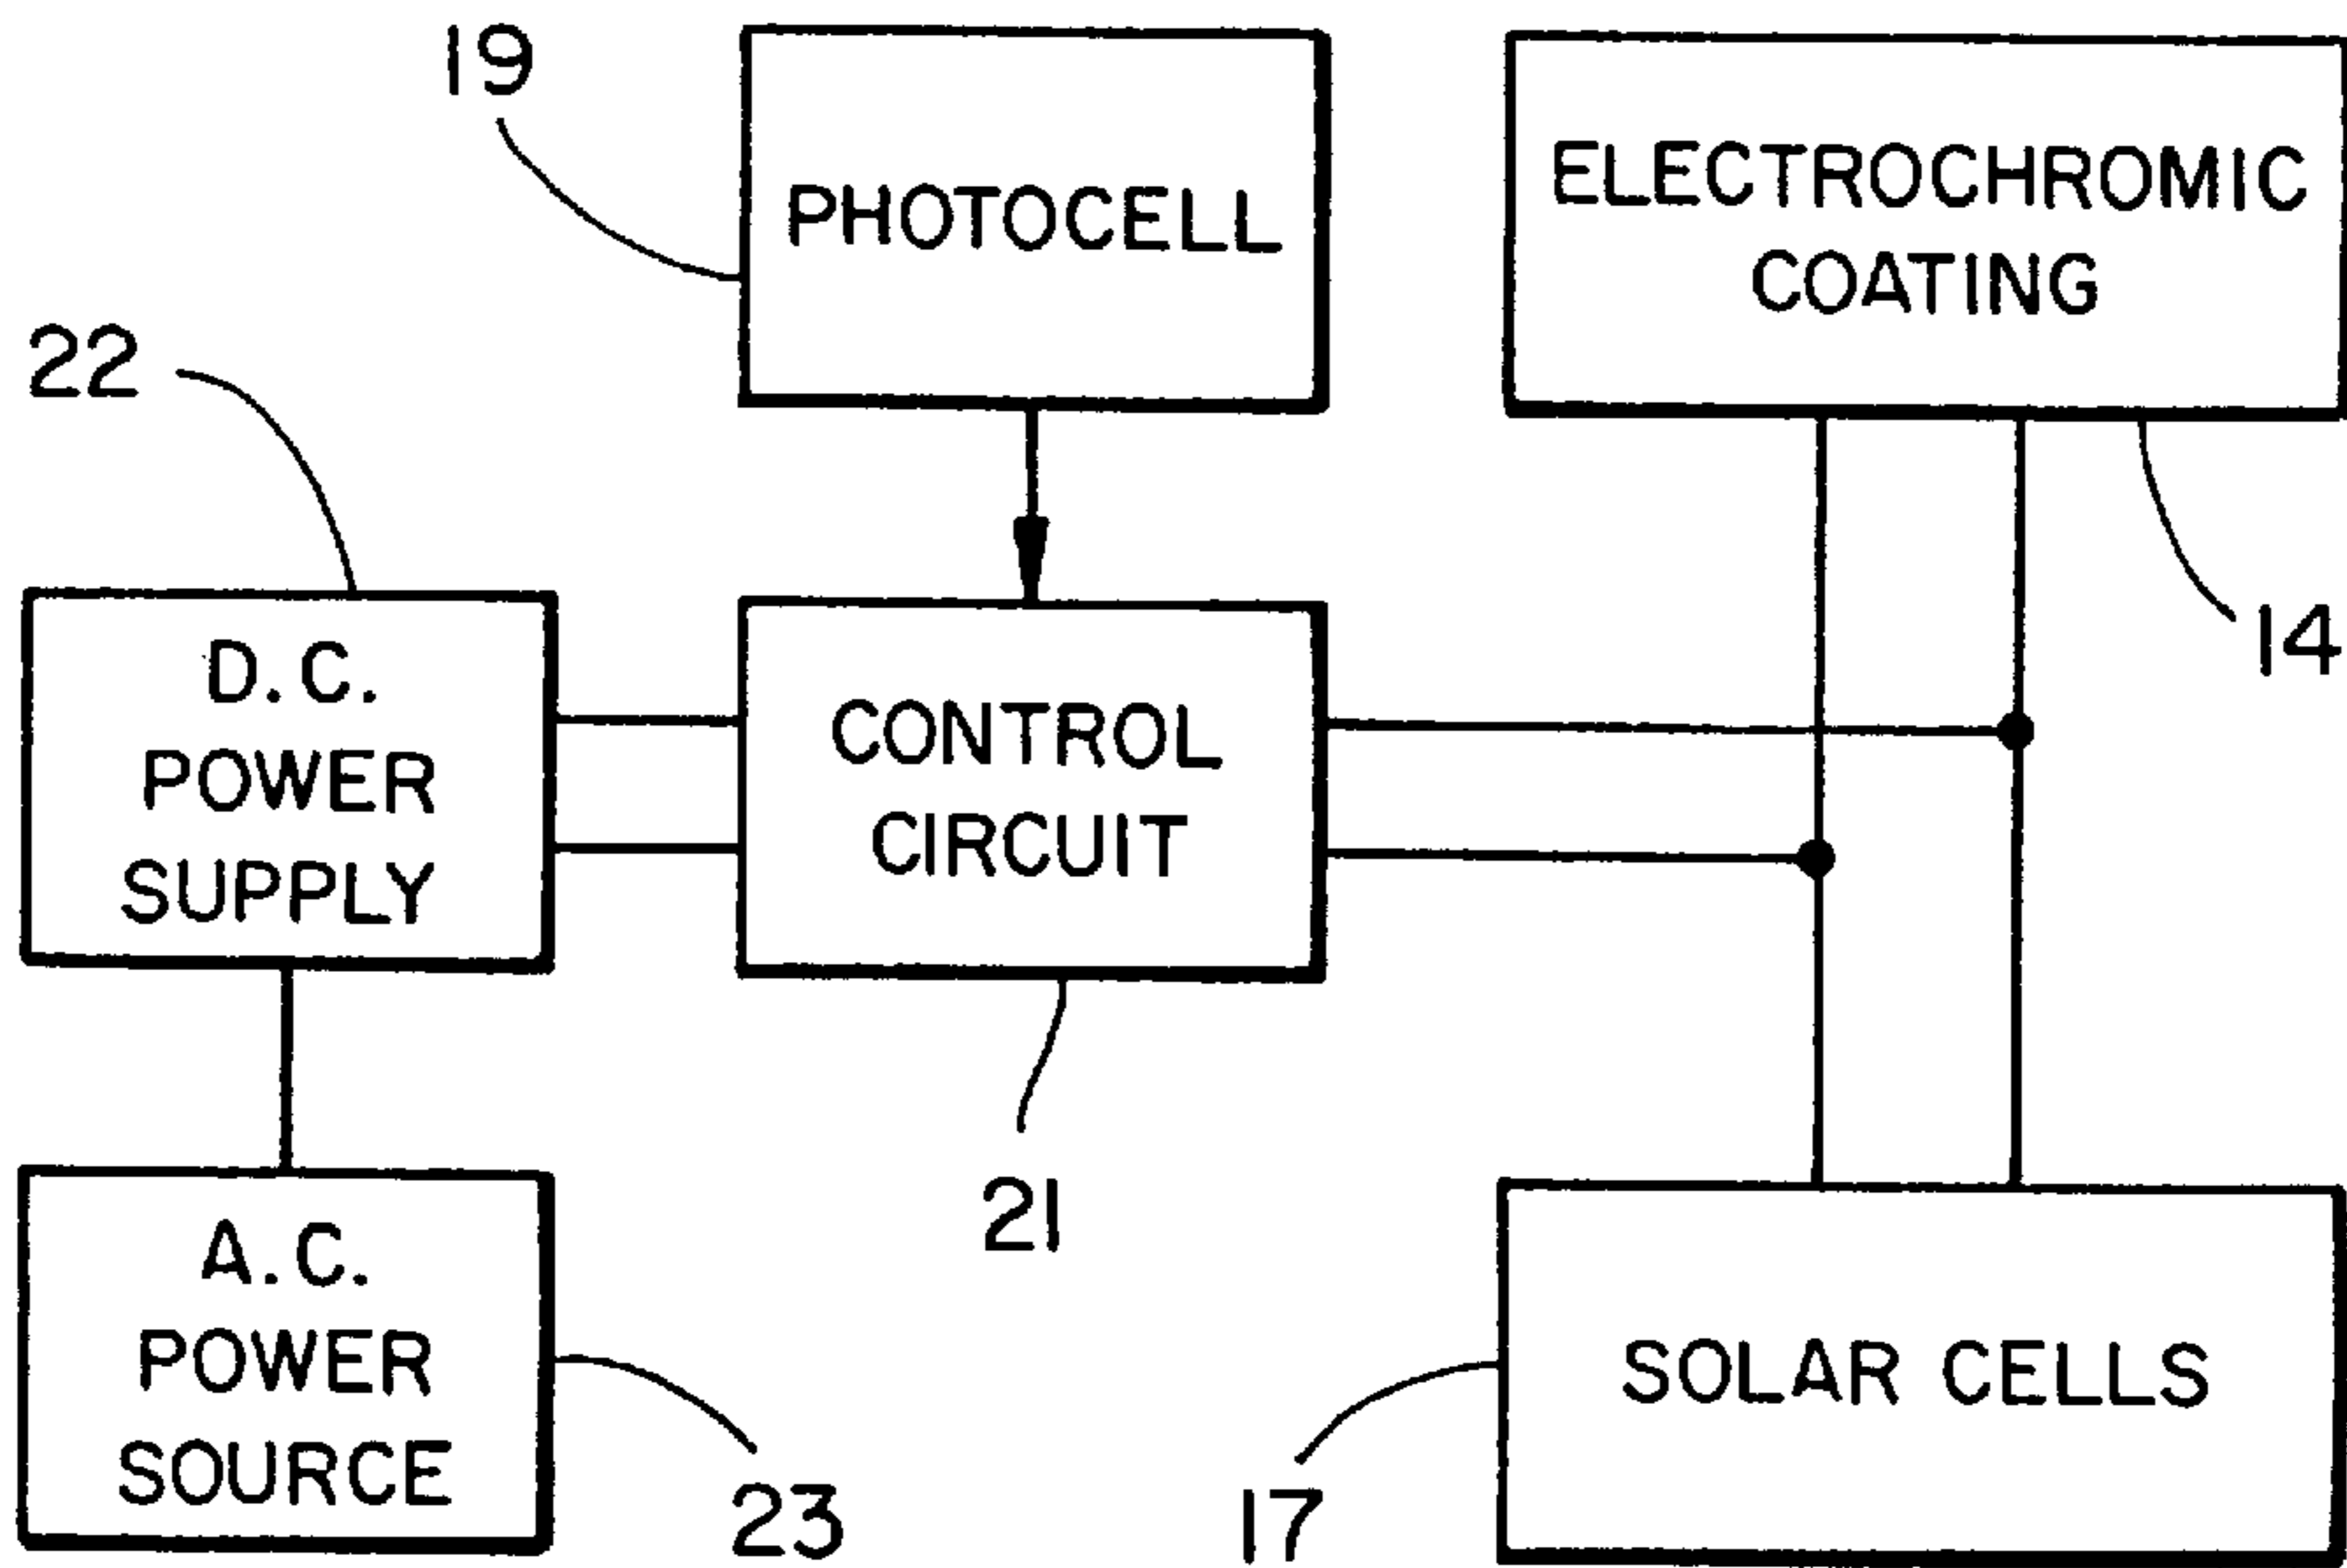 19
PHOTOCELL
ELECTROCHROMIC
COATING
22
14
D.C.
POWER
SUPPLY
CONTROL
CIRCUIT
21
A.C.
POWER
SOURCE
23
17
SOLAR CELLS